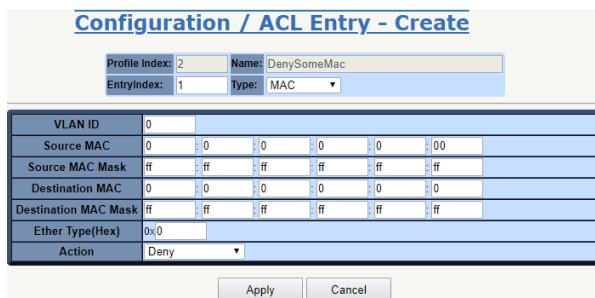 Configuration / ACL Entry - Create
Profile Index: 2 Name: DenySomeMac
EntryIndex: 1 Type: MAC
VLAN ID 0
Source MAC 0 : 0 : 0 : 0 : 0 : 00
Source MAC Mask ff : ff : ff : ff : ff : ff
Destination MAC 0 : 0 : 0 : 0 : 0 : 0
Destination MAC Mask ff : ff : ff : ff : ff : ff
Ether Type(Hex) 0x0
Action Deny
Apply Cancel